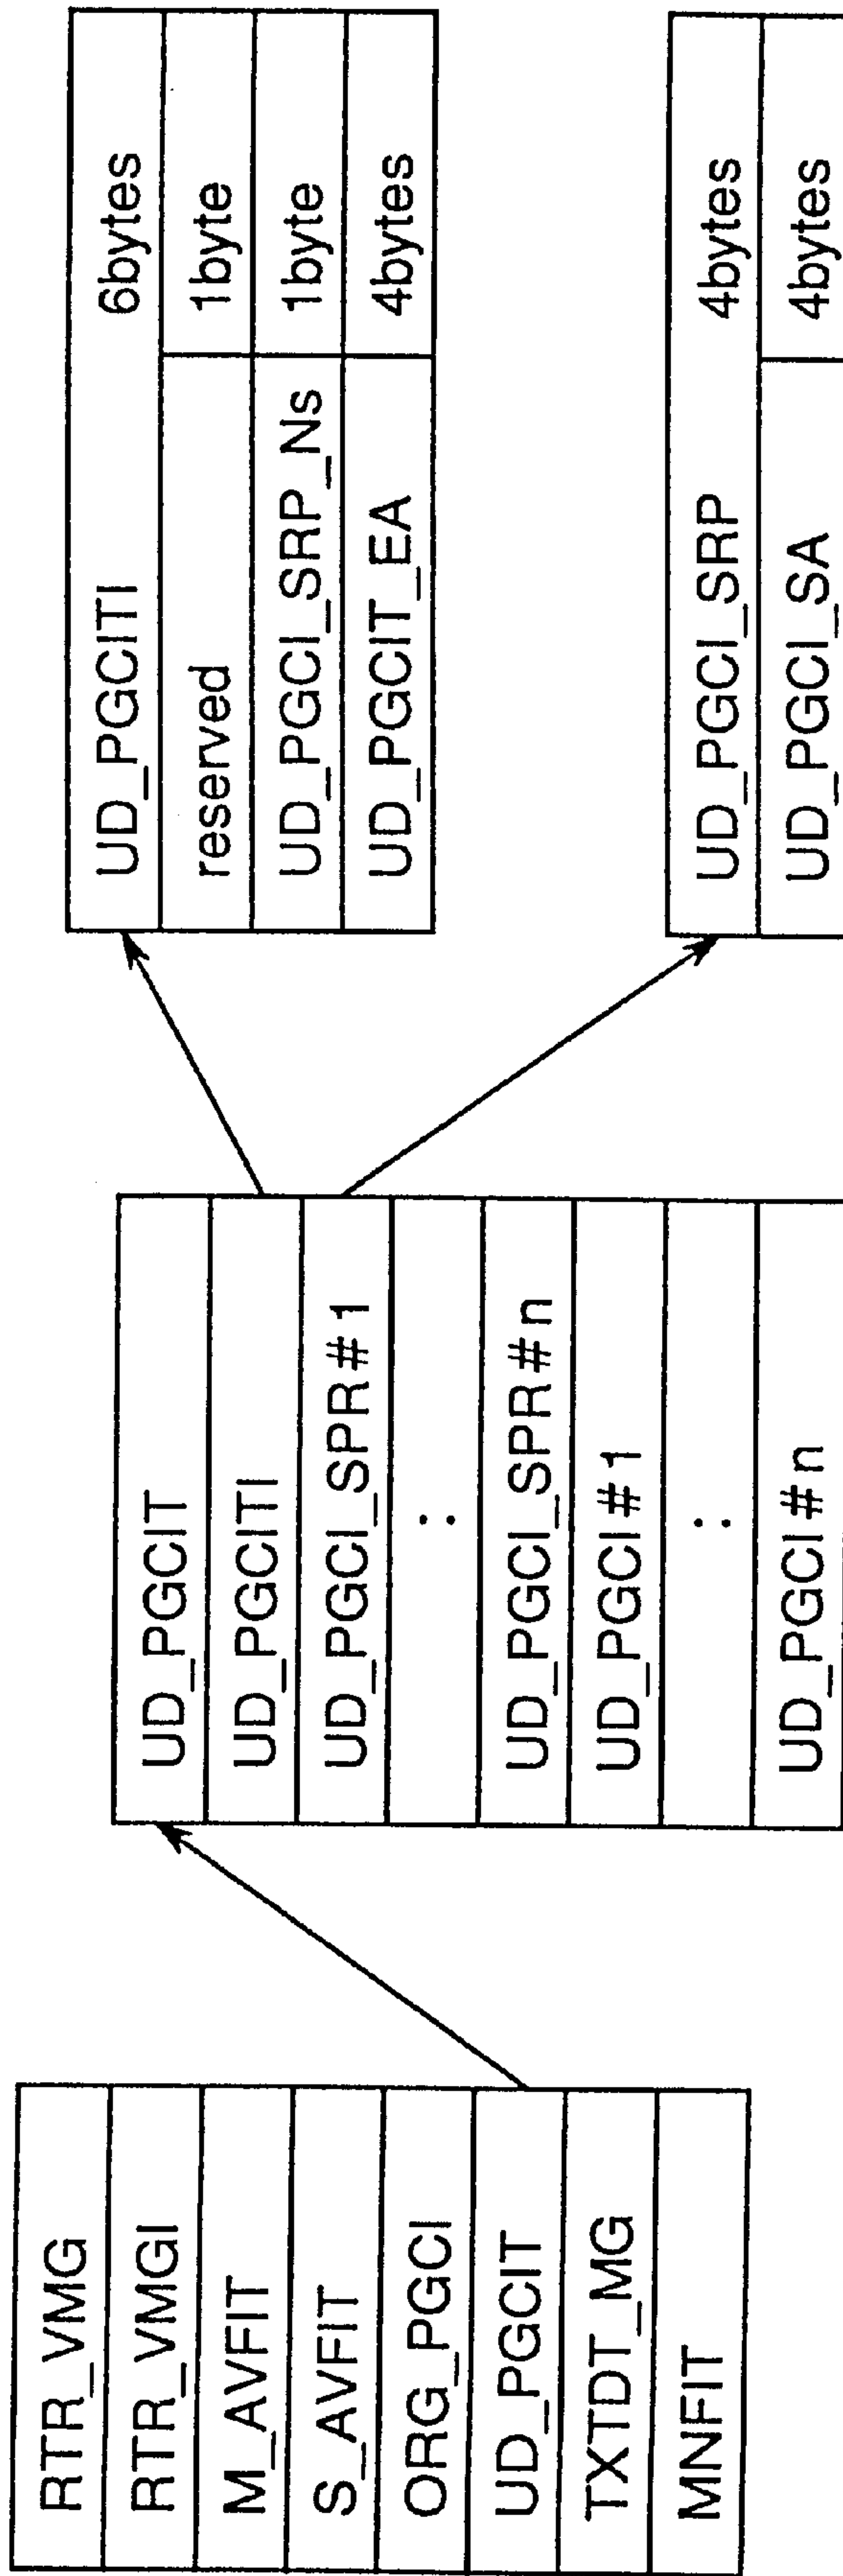 RTR_VMG
RTR_VMGI
M_AVFIT
S_AVFIT
ORG_PGCI
UD_PGCIT
TXTDT_MG
MNFIT
UD_PGCIT
UD_PGCITI
UD_PGCI_SPR#1
:
UD_PGCI_SPR#n
UD_PGCI#1
:
UD_PGCI#n
UD_PGCITI 6bytes
reserved 1byte
UD_PGCI_SRP_Ns 1byte
UD_PGCIT_EA 4bytes
UD_PGCI_SRP 4bytes
UD_PGCI_SA 4bytes